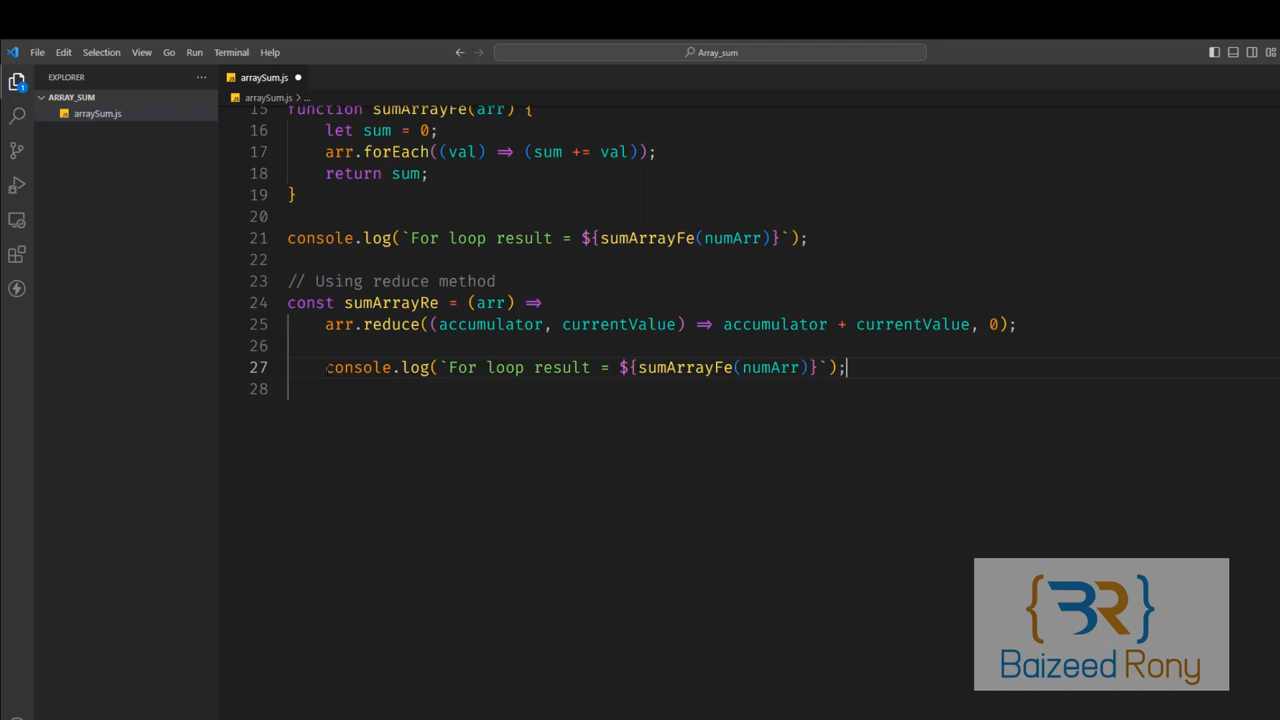 File Edit Selection View Go Run Terminal Help
Array_sum
EXPLORER
ARRAY_SUM
arraySum.js
1
arraySum.js
arraySum.js > ...
15 function sumArrayFe(arr) {
16 let sum = 0;
17 arr.forEach((val) => (sum += val));
18 return sum;
19 }
20
21 console.log(`For loop result = ${sumArrayFe(numArr)}`);
22
23 // Using reduce method
24 const sumArrayRe = (arr) =>
25 arr.reduce((accumulator, currentValue) => accumulator + currentValue, 0);
26
27 console.log(`For loop result = ${sumArrayFe(numArr)}`);
28
{BR}
Baizeed Rony